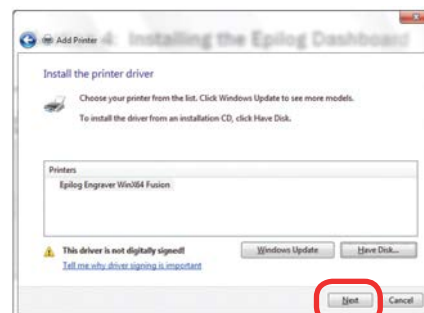 Add Printer
4: Installing the Epilog Dashboard
Install the printer driver
Choose your printer from the list. Click Windows Update to see more models.
To install the driver from an installation CD, click Have Disk.
Printers
Epilog Engraver WinX64 Fusion
This driver is not digitally signed!
Tell me why driver signing is important
Windows Update
Have Disk...
Next
Cancel